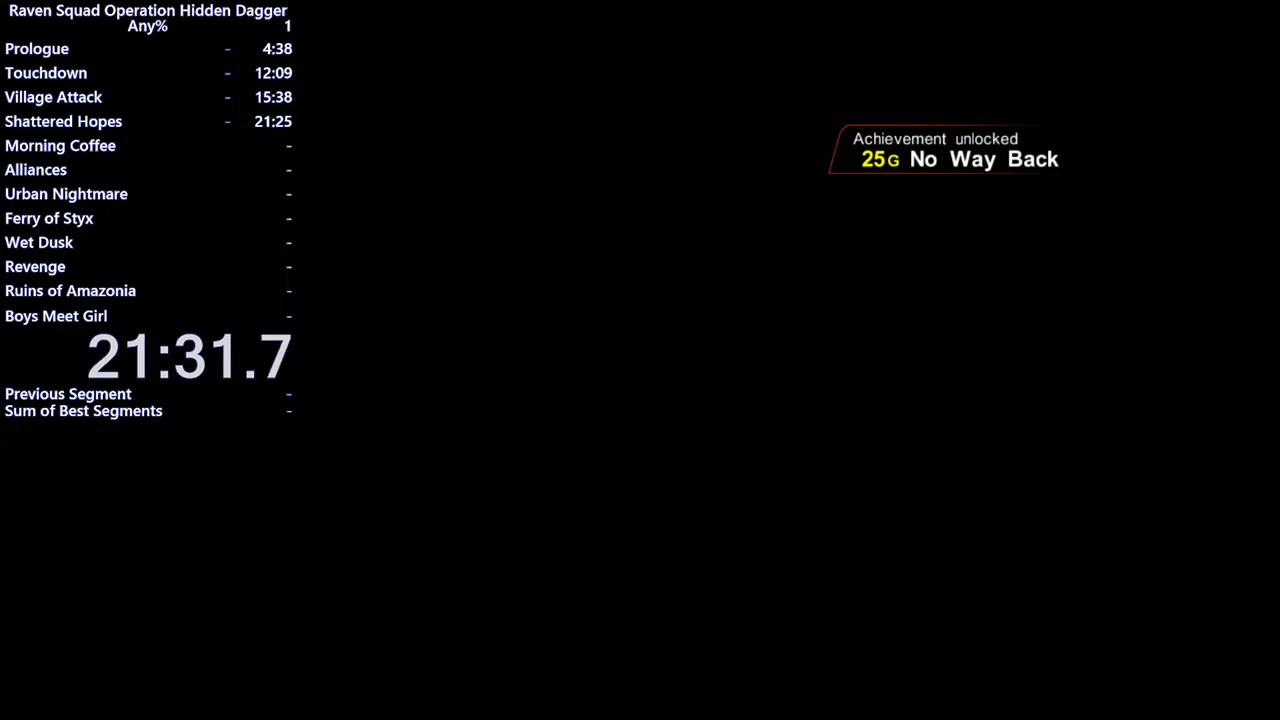 Raven Squad Operation Hidden Dagger
Any% 1
Prologue - 4:38
Touchdown - 12:09
Village Attack - 15:38
Shattered Hopes - 21:25
Morning Coffee -
Alliances -
Urban Nightmare -
Ferry of Styx -
Wet Dusk -
Revenge -
Ruins of Amazonia -
Boys Meet Girl -
21:31.7
Previous Segment -
Sum of Best Segments -
Achievement unlocked
25G No Way Back